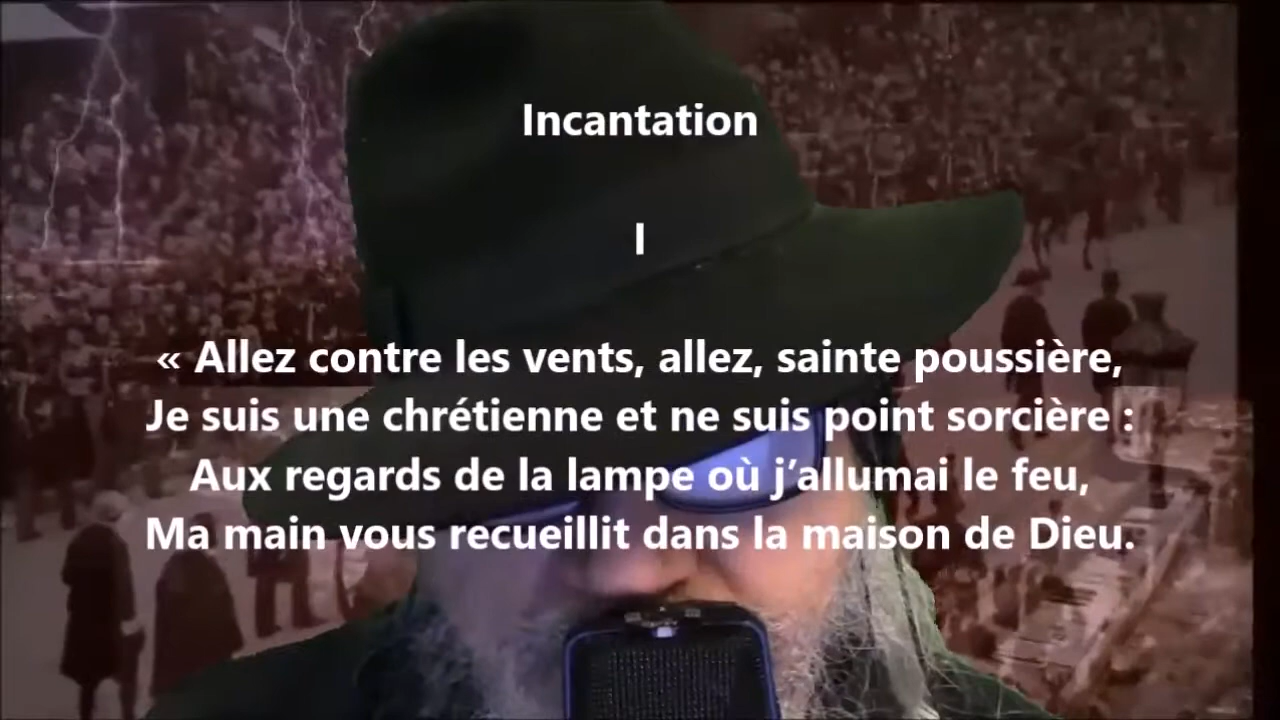 Incantation
I
« Allez contre les vents, allez, sainte poussière,
Je suis une chrétienne et ne suis point sorcière :
Aux regards de la lampe où j’allumai le feu,
Ma main vous recueillit dans la maison de Dieu.